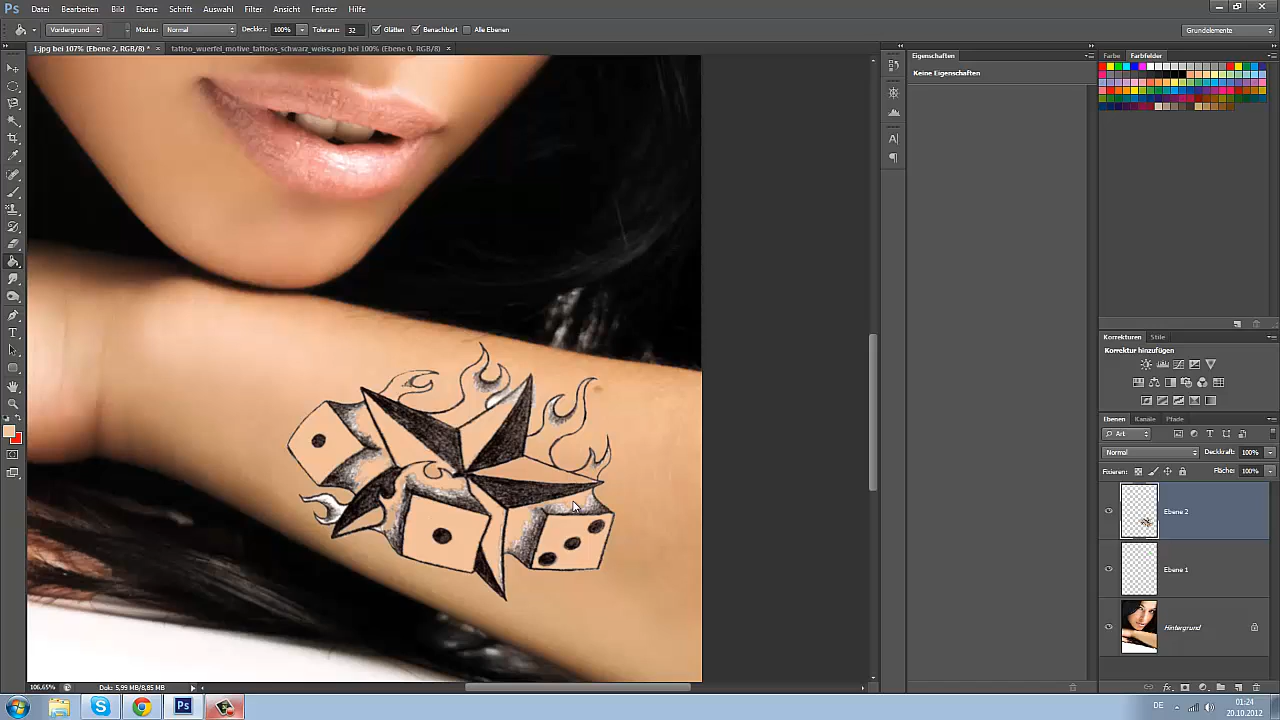 Ps Datei Bearbeiten Bild Ebene Schrift Auswahl Filter Ansicht Fenster Hilfe
Vordergrund Modus: Normal Deckkr.: 100% Toleranz: 32 Glätten Benachbart Alle Ebenen Grundelemente
1.jpg bei 107% (Ebene 2, RGB/8) * × tattoo_wuerfel_motive_tattoos_schwarz_weiss.png bei 100% (Ebene 0, RGB/8) ×
Eigenschaften
Keine Eigenschaften
Farbe Farbfelder
Korrekturen Stile
Korrektur hinzufügen
Ebenen Kanäle Pfade
Art
Normal Deckkraft: 100%
Fixieren: Fläche: 100%
Ebene 2
Ebene 1
Hintergrund
106,65% Dok: 5,99 MB/8,85 MB
Ps DE 01:24
20.10.2012